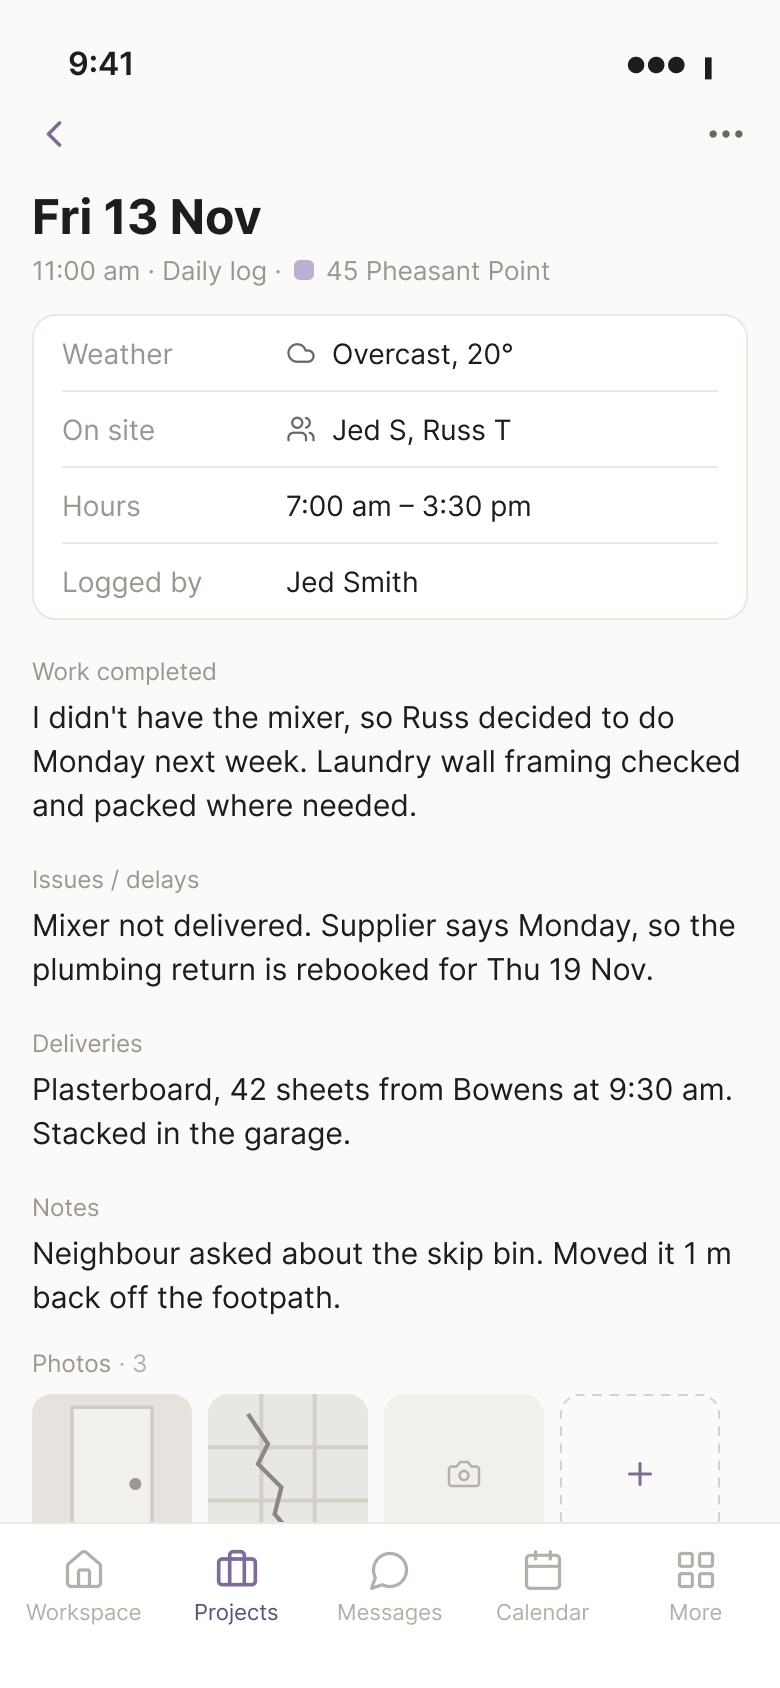 9:41
Fri 13 Nov
11:00 am · Daily log · 45 Pheasant Point
Weather Overcast, 20°
On site Jed S, Russ T
Hours 7:00 am – 3:30 pm
Logged by Jed Smith
Work completed
I didn't have the mixer, so Russ decided to do
Monday next week. Laundry wall framing checked
and packed where needed.
Issues / delays
Mixer not delivered. Supplier says Monday, so the
plumbing return is rebooked for Thu 19 Nov.
Deliveries
Plasterboard, 42 sheets from Bowens at 9:30 am.
Stacked in the garage.
Notes
Neighbour asked about the skip bin. Moved it 1 m
back off the footpath.
Photos · 3
Workspace Projects Messages Calendar More